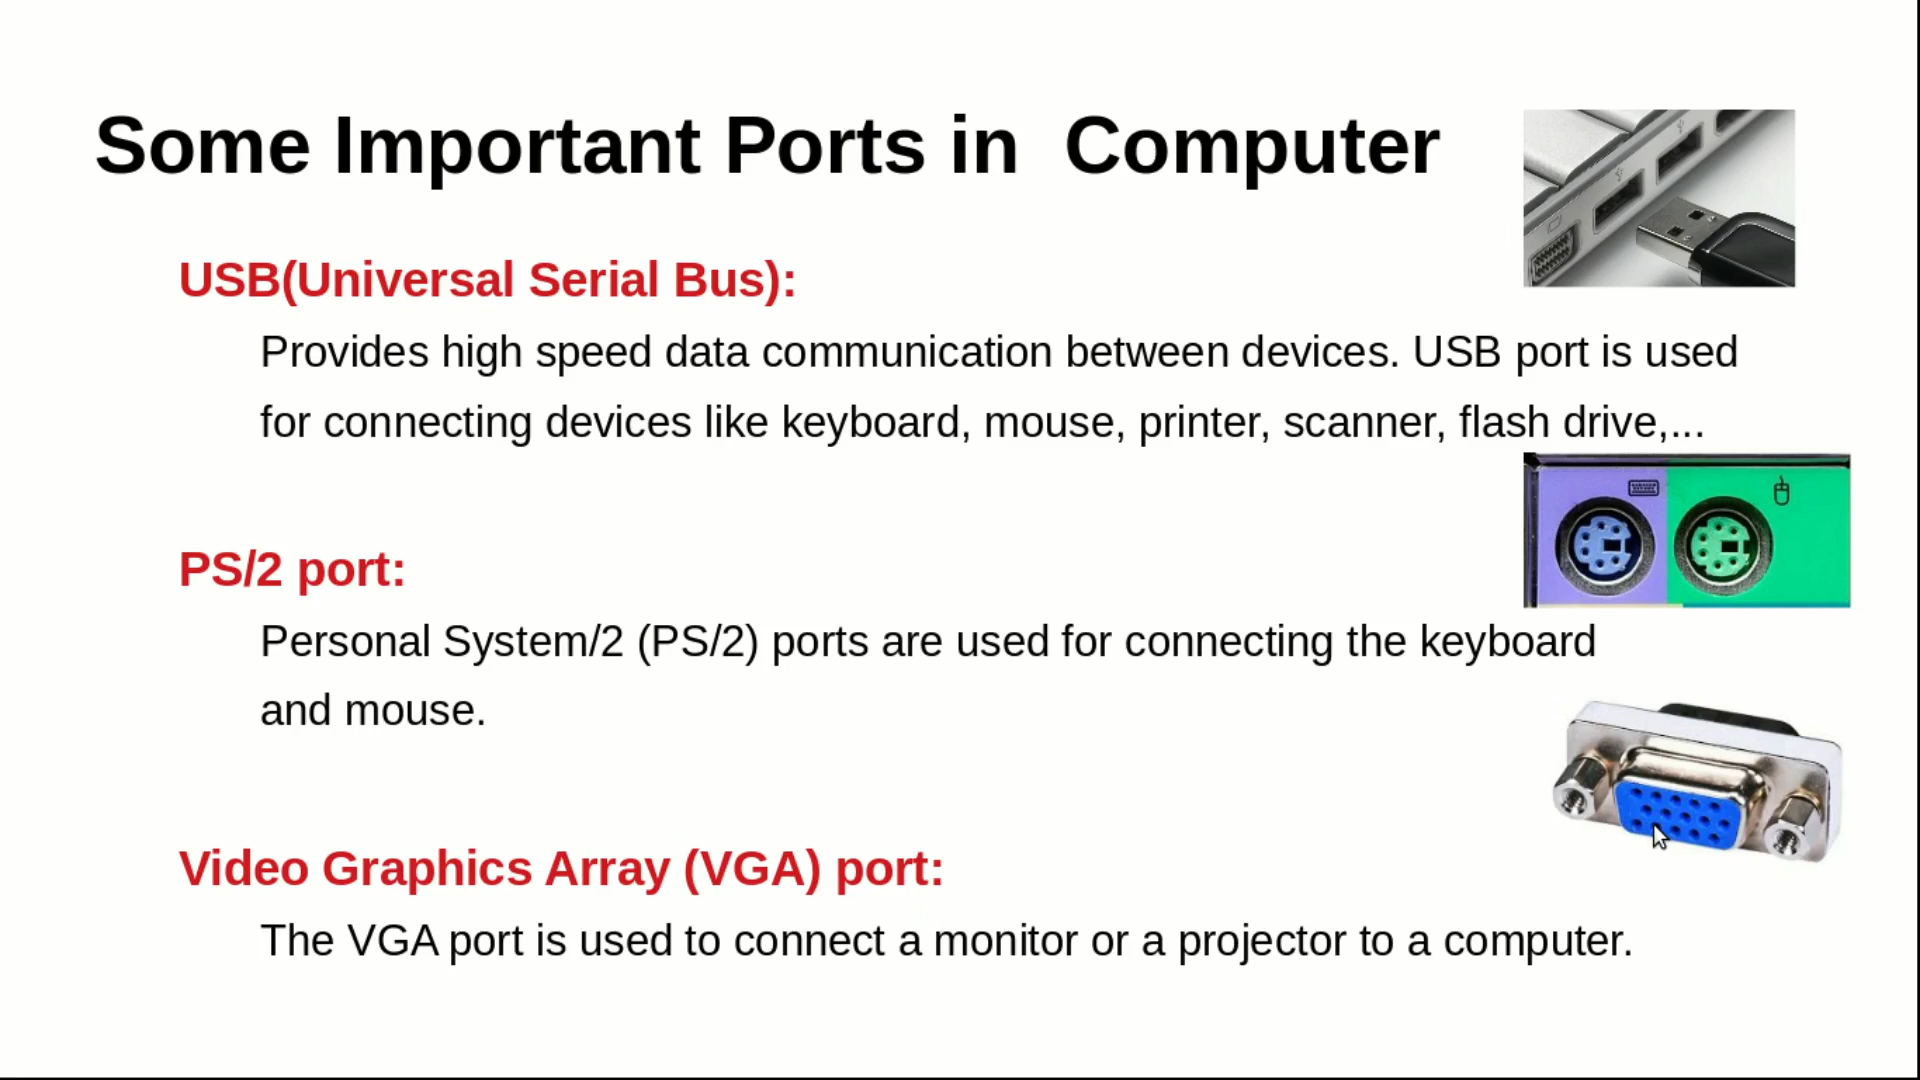 Some Important Ports in  Computer
USB(Universal Serial Bus):
Provides high speed data communication between devices. USB port is used
for connecting devices like keyboard, mouse, printer, scanner, flash drive,...
PS/2 port:
Personal System/2 (PS/2) ports are used for connecting the keyboard
and mouse.
Video Graphics Array (VGA) port:
The VGA port is used to connect a monitor or a projector to a computer.